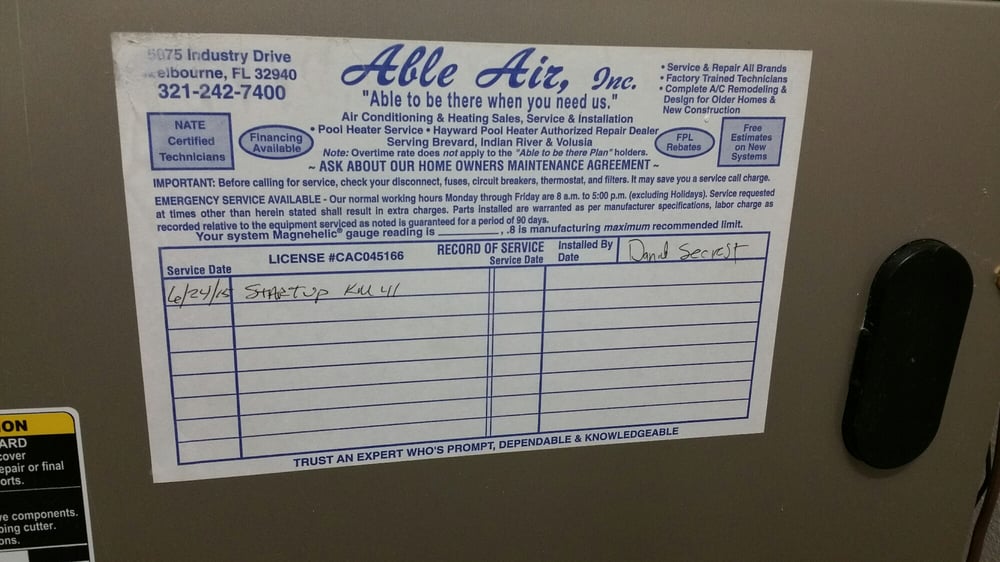 5675 Industry Drive
Melbourne, FL 32940
321-242-7400
Able Air, Inc.
"Able to be there when you need us."
Air Conditioning & Heating Sales, Service & Installation
• Pool Heater Service • Hayward Pool Heater Authorized Repair Dealer
Serving Brevard, Indian River & Volusia
Note: Overtime rate does not apply to the "Able to be there Plan" holders.
~ ASK ABOUT OUR HOME OWNERS MAINTENANCE AGREEMENT ~
• Service & Repair All Brands
• Factory Trained Technicians
• Complete A/C Remodeling &
Design for Older Homes &
New Construction
NATE
Certified
Technicians
Financing
Available
FPL
Rebates
Free
Estimates
on New
Systems
IMPORTANT: Before calling for service, check your disconnect, fuses, circuit breakers, thermostat, and filters. It may save you a service call charge.
EMERGENCY SERVICE AVAILABLE - Our normal working hours Monday through Friday are 8 a.m. to 5:00 p.m. (excluding Holidays). Service requested
at times other than herein stated shall result in extra charges. Parts installed are warranted as per manufacturer specifications, labor charge as
recorded relative to the equipment serviced as noted is guaranteed for a period of 90 days.
Your system Magnehelic® gauge reading is ________, .8 is manufacturing maximum recommended limit.
LICENSE #CAC045166 RECORD OF SERVICE Installed By
Service Date Service Date Date
Secrest
6/24/15 STARTUP
TRUST AN EXPERT WHO'S PROMPT, DEPENDABLE & KNOWLEDGEABLE
ON
ARD
cover
epair or final
orts.
ve components.
bing cutter.
ons.